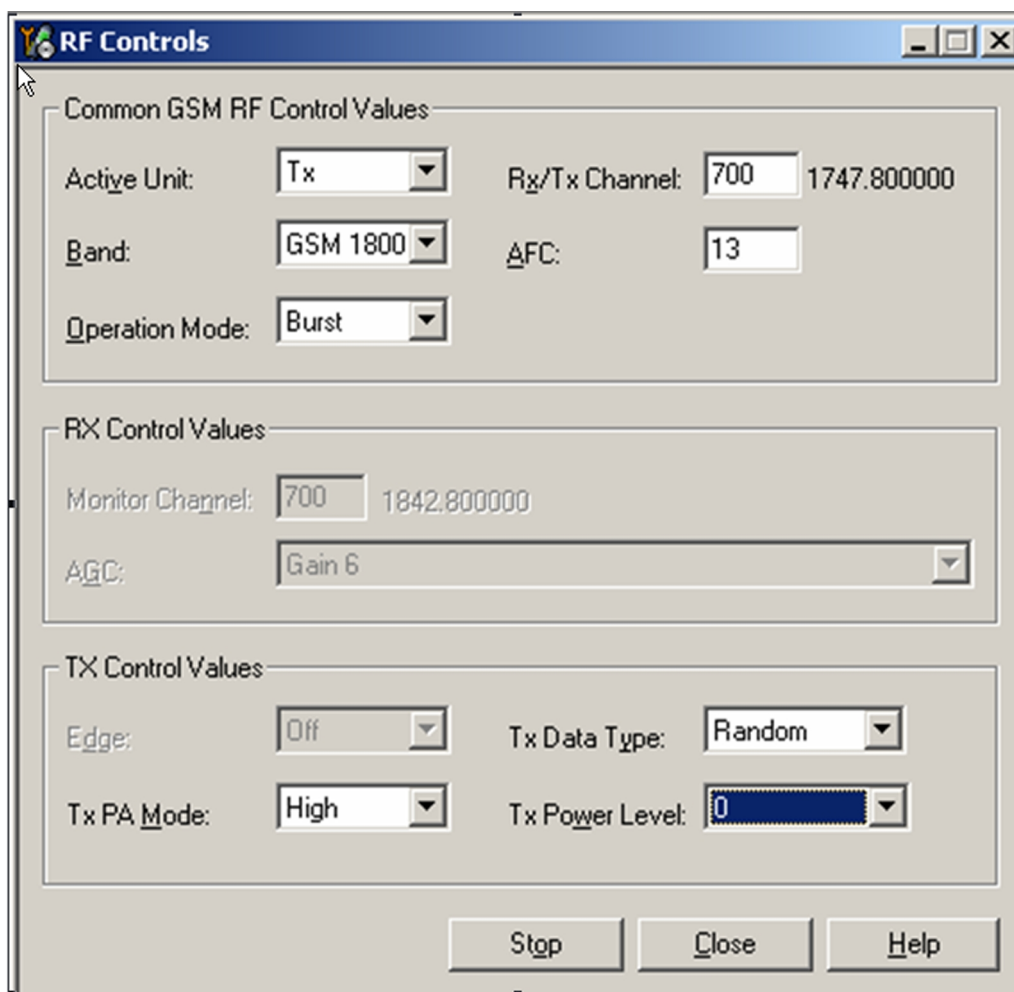 RF Controls
Common GSM RF Control Values
Active Unit: Tx Rx/Tx Channel: 700 1747.800000
Band: GSM 1800 AFC: 13
Operation Mode: Burst
RX Control Values
Monitor Channel: 700 1842.800000
AGC: Gain 6
TX Control Values
Edge: Off Tx Data Type: Random
Tx PA Mode: High Tx Power Level: 0
Stop Close Help